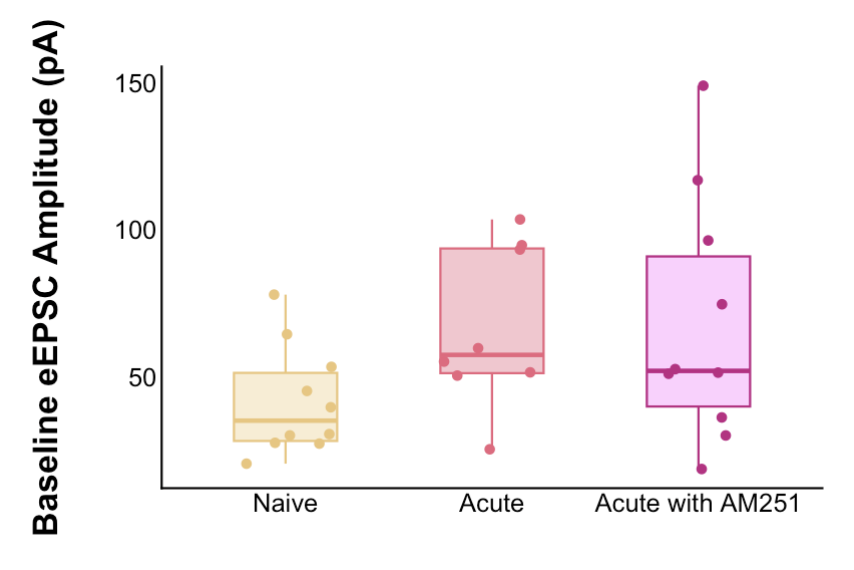 Baseline eEPSC Amplitude (pA)
150
100
50
Naive
Acute
Acute with AM251